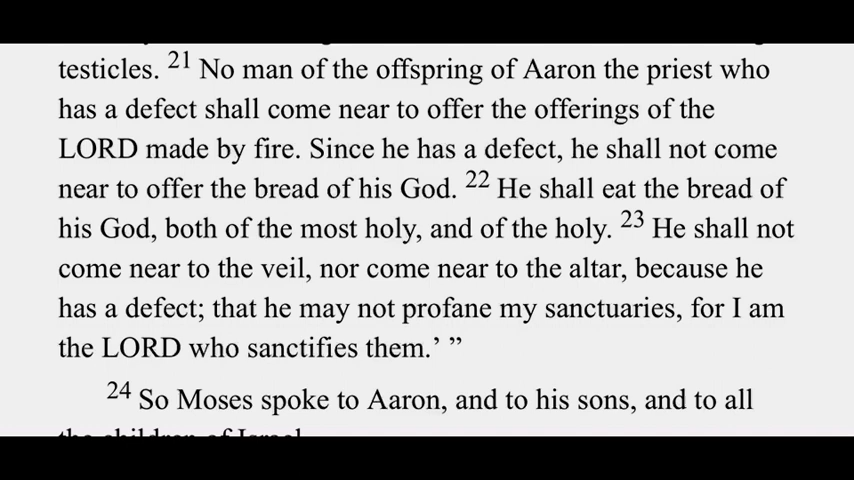 testicles. 21 No man of the offspring of Aaron the priest who
has a defect shall come near to offer the offerings of the
LORD made by fire. Since he has a defect, he shall not come
near to offer the bread of his God. 22 He shall eat the bread of
his God, both of the most holy, and of the holy. 23 He shall not
come near to the veil, nor come near to the altar, because he
has a defect; that he may not profane my sanctuaries, for I am
the LORD who sanctifies them.’ ”
24 So Moses spoke to Aaron, and to his sons, and to all
the children of Israel